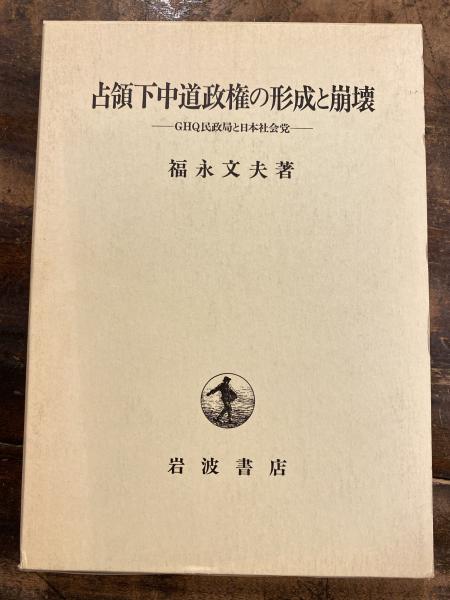 占領下中道政権の形成と崩壊
──GHQ民政局と日本社会党──
福永文夫著
岩波書店